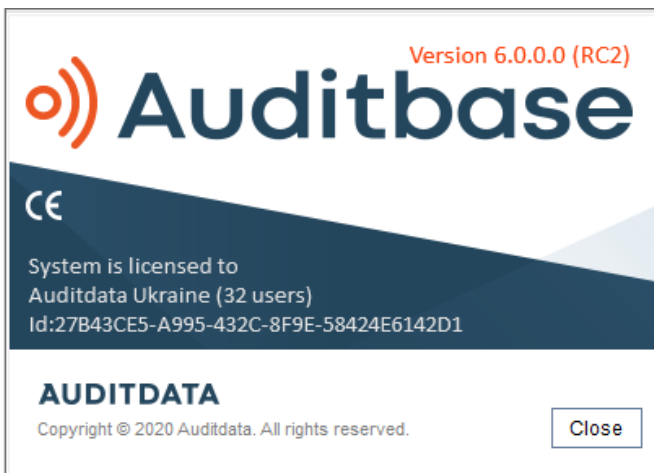 Version 6.0.0.0 (RC2)
Auditbase
CE
System is licensed to
Auditdata Ukraine (32 users)
Id:27B43CE5-A995-432C-8F9E-58424E6142D1
AUDITDATA
Copyright © 2020 Auditdata. All rights reserved.
Close